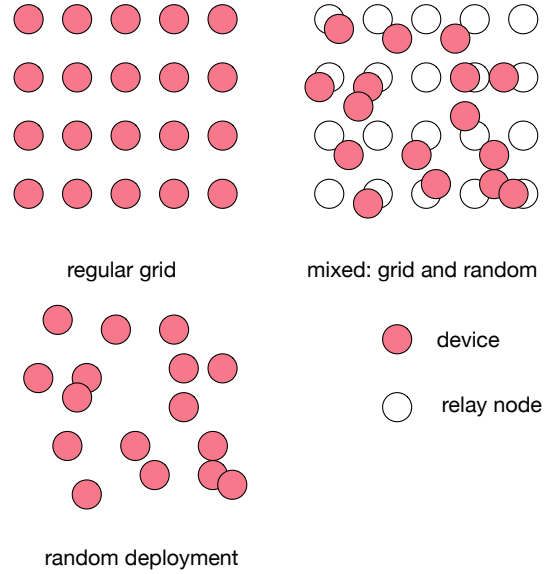 regular grid
mixed: grid and random
device
relay node
random deployment